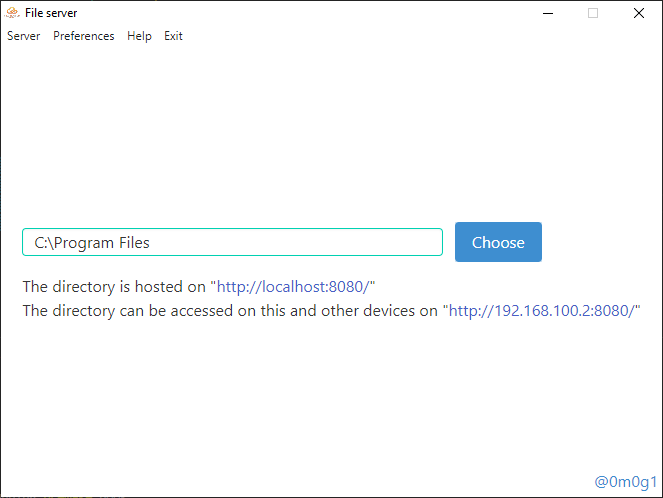 File server
Server Preferences Help Exit
C:\Program Files
Choose
The directory is hosted on "http://localhost:8080/"
The directory can be accessed on this and other devices on "http://192.168.100.2:8080/"
@0m0g1